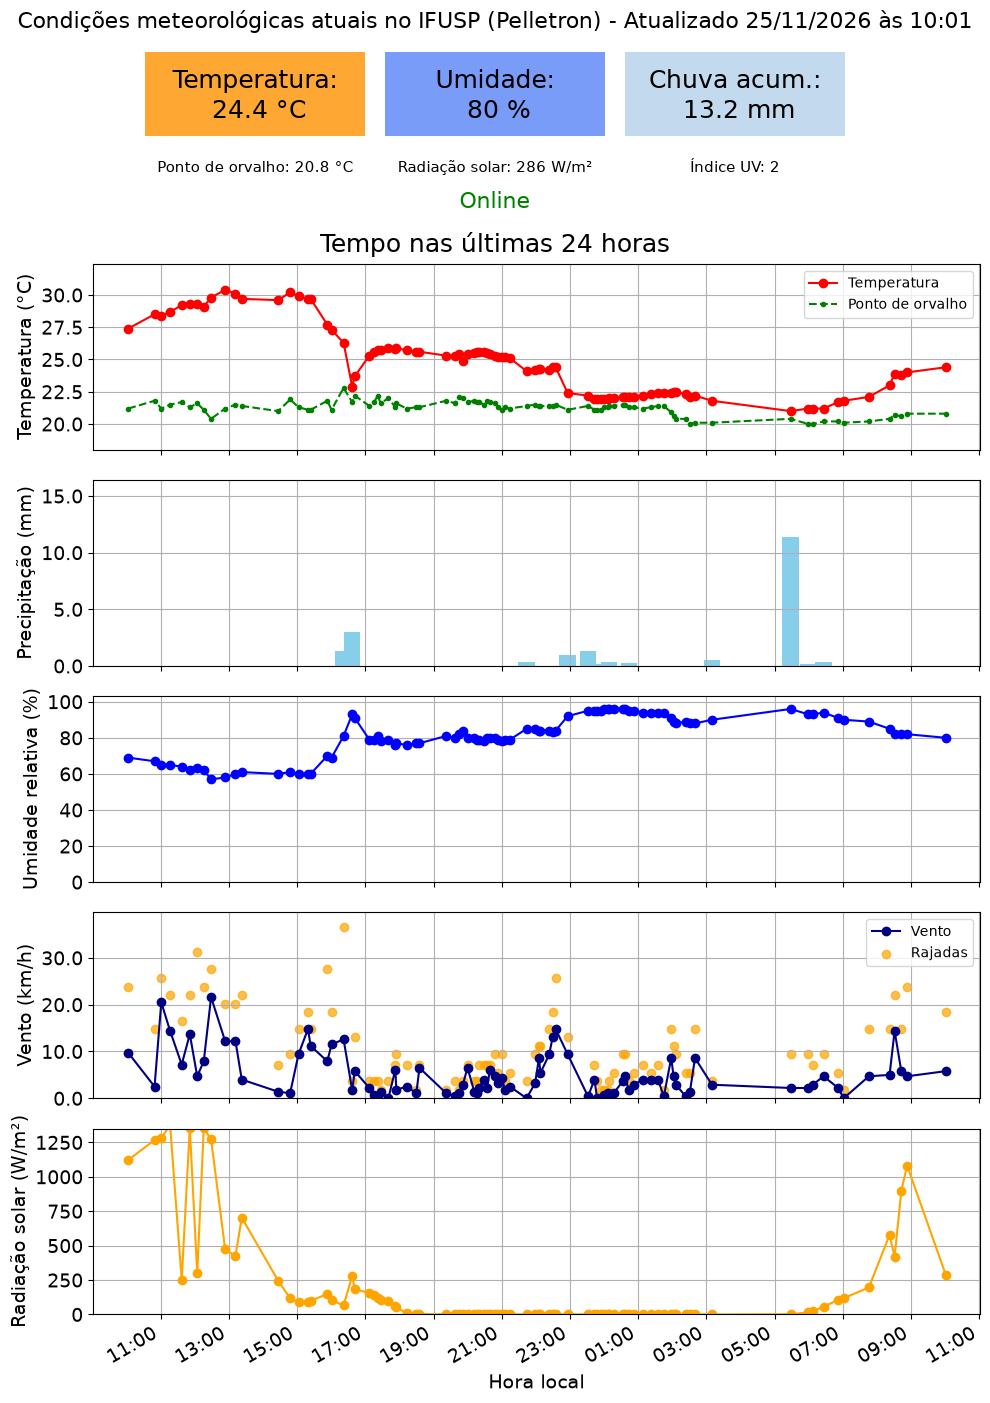 Condições meteorológicas atuais no IFUSP (Pelletron) - Atualizado 25/11/2026 às 10:01
Temperatura:
24.4 °C
Umidade:
80 %
Chuva acum.:
13.2 mm
Ponto de orvalho: 20.8 °C
Radiação solar: 286 W/m²
Índice UV: 2
Online
Tempo nas últimas 24 horas
Temperatura (°C)
30.0
27.5
25.0
22.5
20.0
Temperatura
Ponto de orvalho
Precipitação (mm)
15.0
10.0
5.0
0.0
Umidade relativa (%)
100
80
60
40
20
0
Vento (km/h)
30.0
20.0
10.0
0.0
Vento
Rajadas
Radiação solar (W/m²)
1250
1000
750
500
250
0
11:00
13:00
15:00
17:00
19:00
21:00
23:00
01:00
03:00
05:00
07:00
09:00
11:00
Hora local